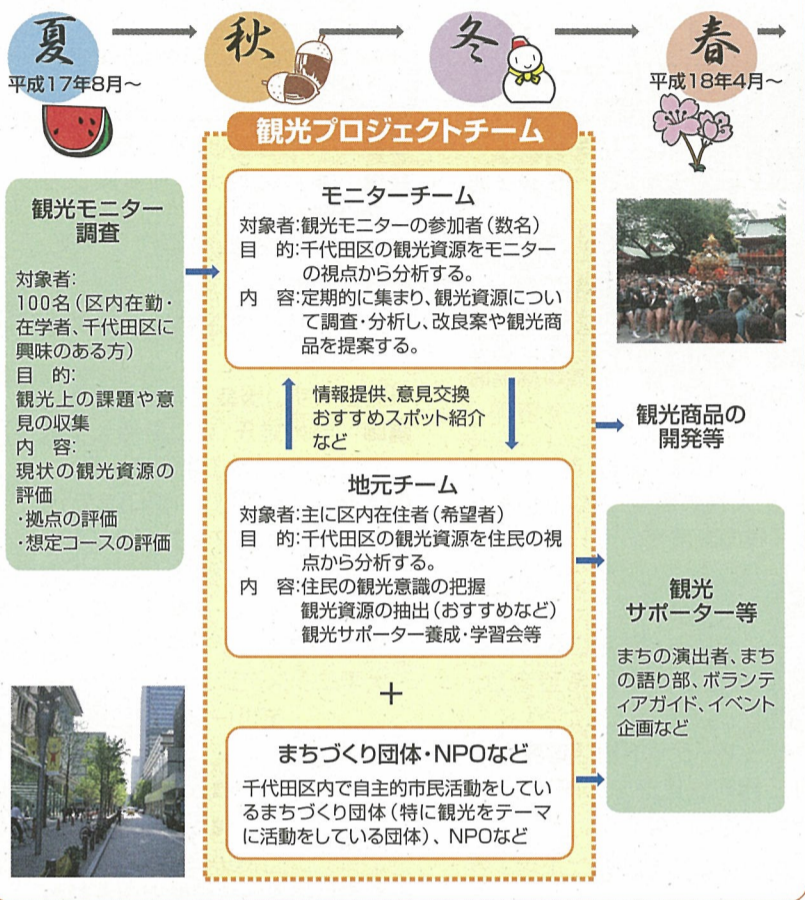 夏
秋
冬
春
平成17年8月～
平成18年4月～
観光プロジェクトチーム
観光モニター
調査
対象者：
100名（区内在勤・
在学者、千代田区に
興味のある方）
目　的：
観光上の課題や意
見の収集
内　容：
現状の観光資源の
評価
・拠点の評価
・想定コースの評価
モニターチーム
対象者：観光モニターの参加者（数名）
目　的：千代田区の観光資源をモニター
の視点から分析する。
内　容：定期的に集まり、観光資源につい
て調査・分析し、改良案や観光商
品を提案する。
情報提供、意見交換
おすすめスポット紹介
など
地元チーム
対象者：主に区内在住者（希望者）
目　的：千代田区の観光資源を住民の視
点から分析する。
内　容：住民の観光意識の把握
観光資源の抽出（おすすめなど）
観光サポーター養成・学習会等
＋
まちづくり団体・NPOなど
千代田区内で自主的市民活動をしてい
るまちづくり団体（特に観光をテーマ
に活動をしている団体）、NPOなど
観光商品の
開発等
観光
サポーター等
まちの演出者、まち
の語り部、ボランテ
ィアガイド、イベント
企画など